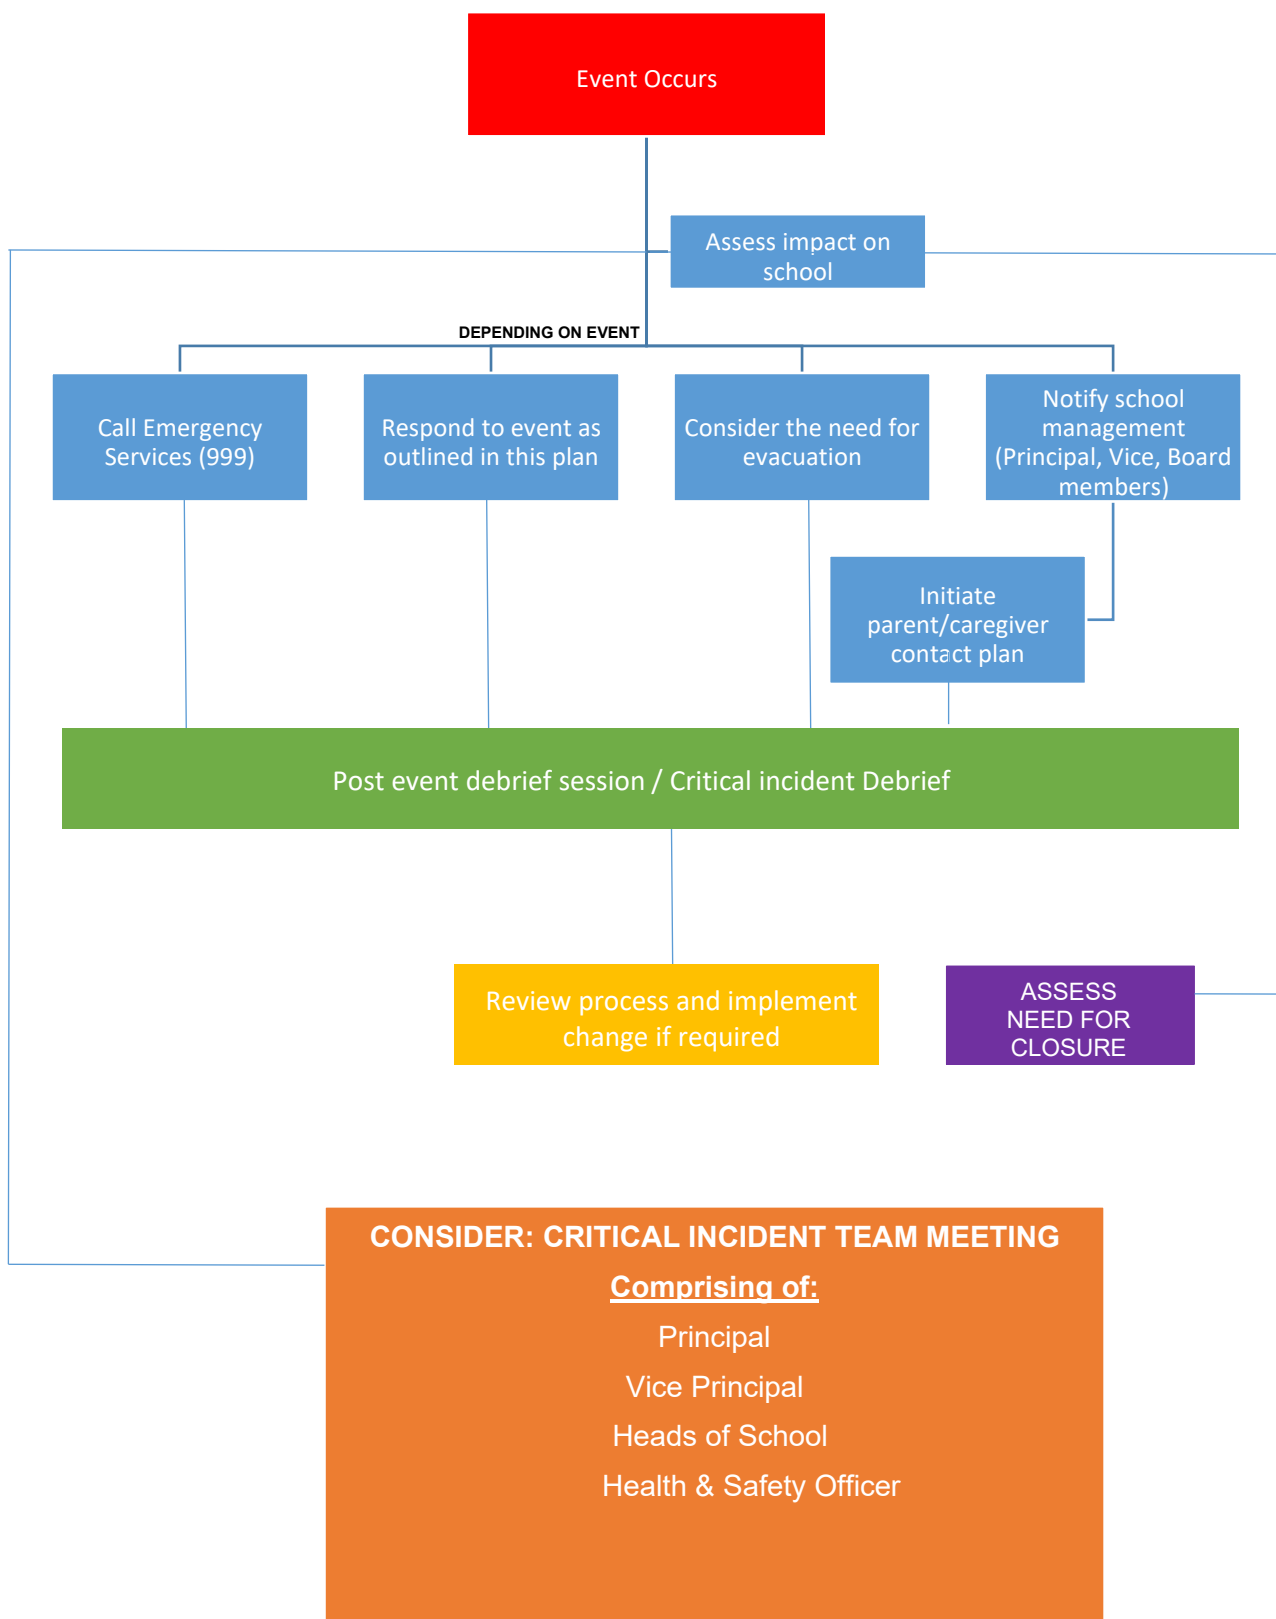 Event Occurs
Assess impact on
school
DEPENDING ON EVENT
Call Emergency
Services (999)
Respond to event as
outlined in this plan
Consider the need for
evacuation
Notify school
management
(Principal, Vice, Board
members)
Initiate
parent/caregiver
contact plan
Post event debrief session / Critical incident Debrief
Review process and implement
change if required
ASSESS
NEED FOR
CLOSURE
CONSIDER: CRITICAL INCIDENT TEAM MEETING
Comprising of:
Principal
Vice Principal
Heads of School
Health & Safety Officer